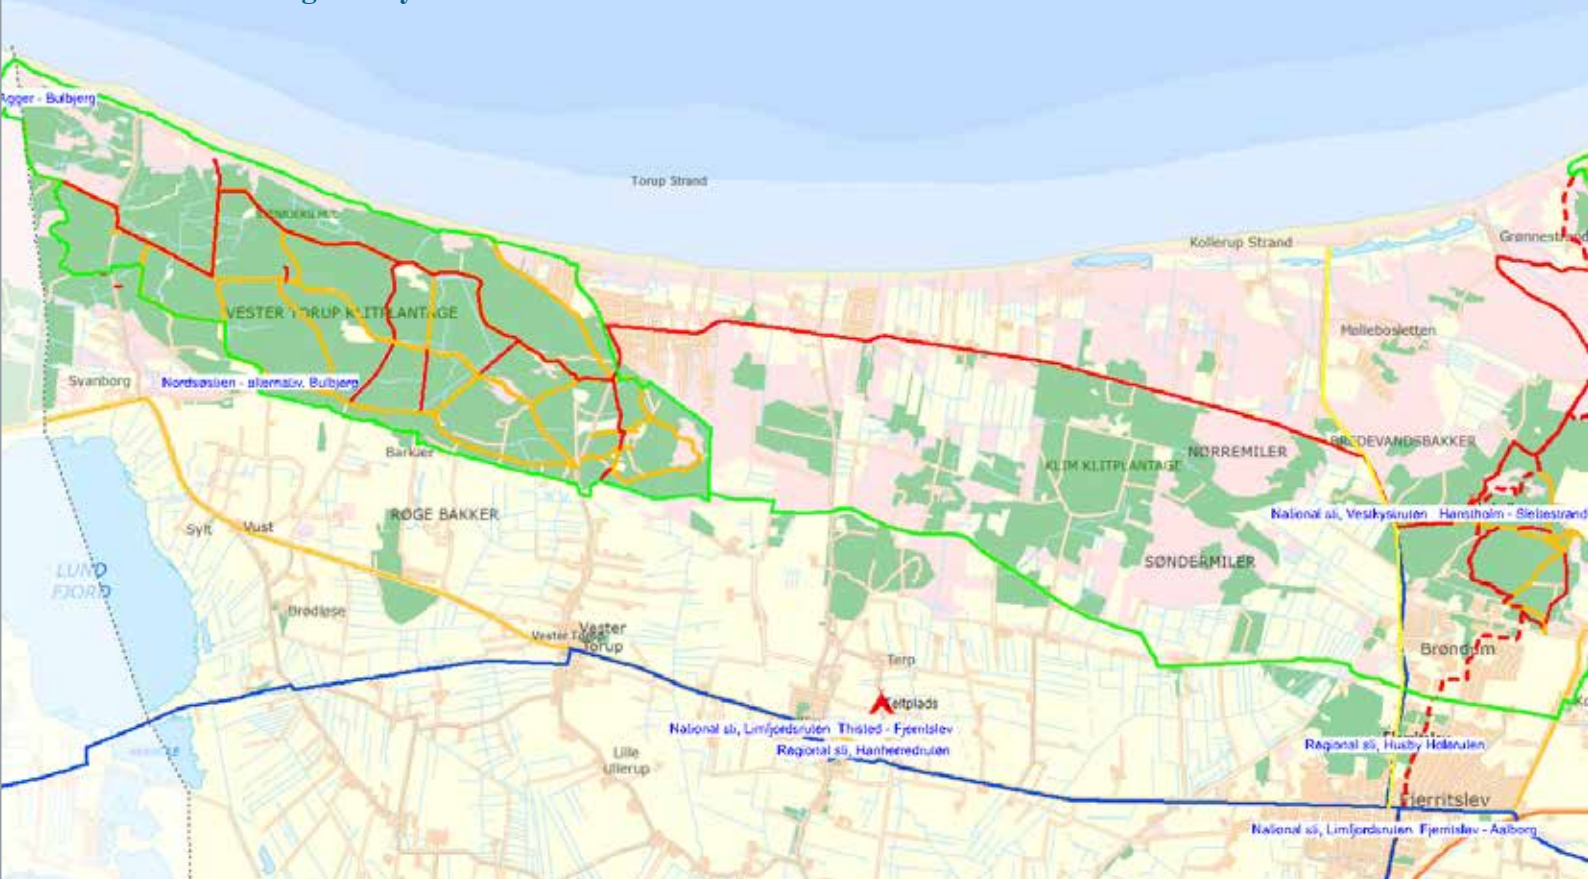 Agger - Bulbjerg
Torup Strand
Kollerup Strand
Grønnestrand
VESTER TORUP KLITPLANTAGE
Møllebosletten
Svanborg
Nordsøstien - alternativ, Bulbjerg
Barkær
BREDEVANDSBAKKER
NØRREMILER
KLIM KLITPLANTAGE
RØGE BAKKER
National sti, Vestkystruten Hanstholm - Slettestrand
Sylt
Vust
LUND
FJORD
SØNDERMILER
Brødløse
Vester Torup
Vester
Torup
Brøndum
Terp
Teltplads
National sti, Limfjordsruten Thisted - Fjerritslev
Regional sti, Hanherredruten
Regional sti, Husby Holeruten
Lille
Ullerup
Fjerritslev
National sti, Limfjordsruten Fjerritslev - Aalborg